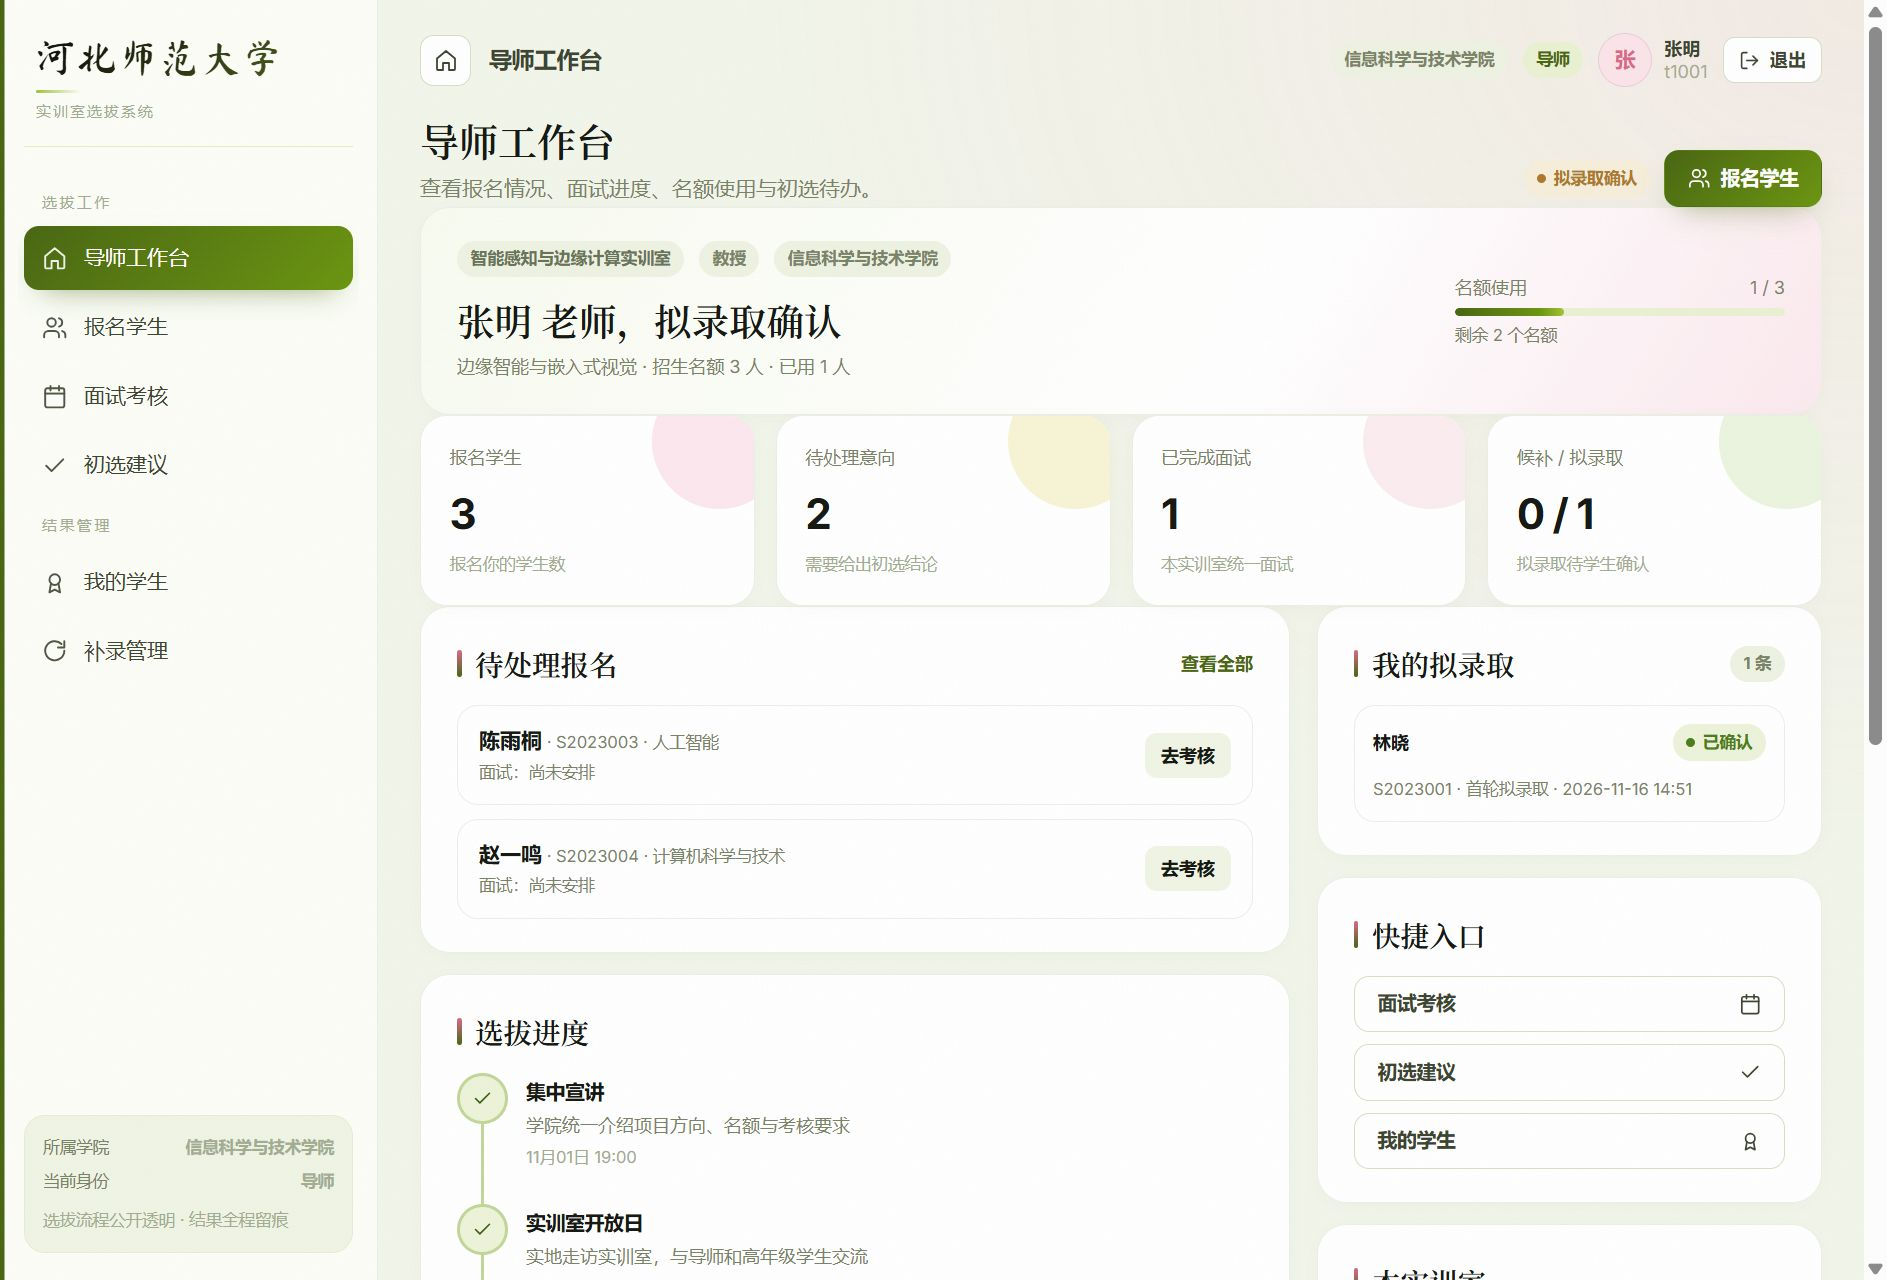 河北师范大学
实训室选拔系统
选拔工作
导师工作台
报名学生
面试考核
初选建议
结果管理
我的学生
补录管理
所属学院 信息科学与技术学院
当前身份 导师
选拔流程公开透明 · 结果全程留痕
导师工作台
信息科学与技术学院 导师 张 张明 t1001 退出
导师工作台
查看报名情况、面试进度、名额使用与初选待办。
拟录取确认 报名学生
智能感知与边缘计算实训室 教授 信息科学与技术学院
张明 老师，拟录取确认
边缘智能与嵌入式视觉 · 招生名额 3 人 · 已用 1 人
名额使用 1 / 3
剩余 2 个名额
报名学生
3
报名你的学生数
待处理意向
2
需要给出初选结论
已完成面试
1
本实训室统一面试
候补 / 拟录取
0 / 1
拟录取待学生确认
待处理报名 查看全部
陈雨桐 · S2023003 · 人工智能
面试：尚未安排
去考核
赵一鸣 · S2023004 · 计算机科学与技术
面试：尚未安排
去考核
选拔进度
集中宣讲
学院统一介绍项目方向、名额与考核要求
11月01日 19:00
实训室开放日
实地走访实训室，与导师和高年级学生交流
我的拟录取 1 条
林晓 已确认
S2023001 · 首轮拟录取 · 2026-11-16 14:51
快捷入口
面试考核
初选建议
我的学生
本实训室